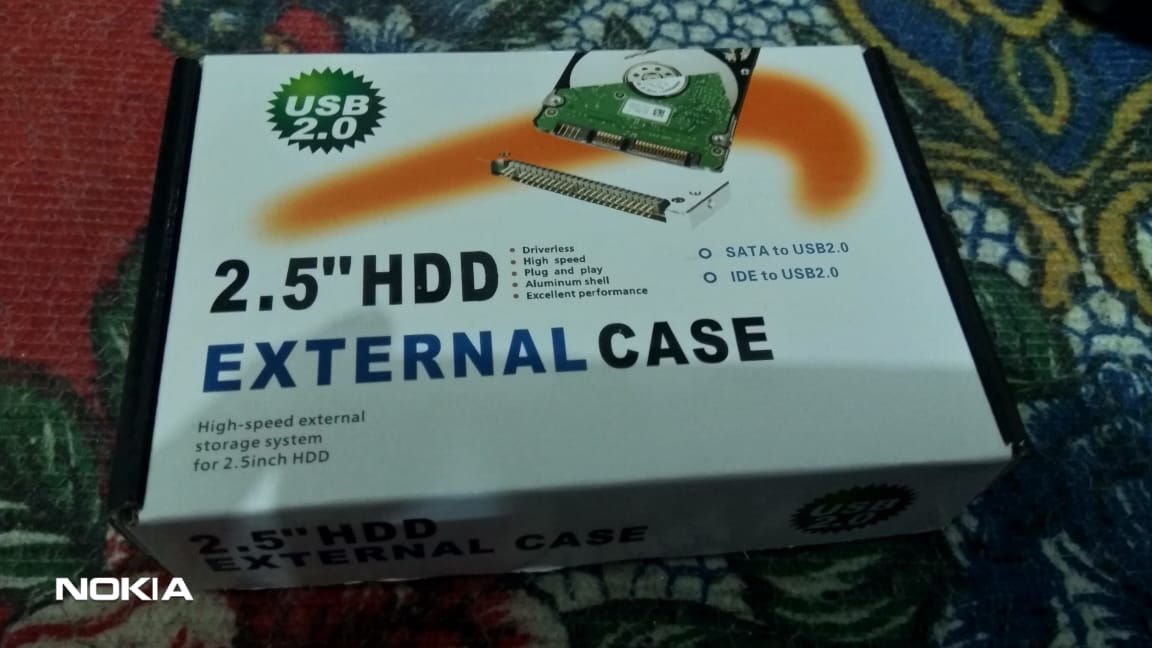 USB
2.0
2.5"HDD
Driverless
High speed
Plug and play
Aluminum shell
Excellent performance
SATA to USB2.0
IDE to USB2.0
EXTERNAL CASE
High-speed external
storage system
for 2.5inch HDD
2.5"HDD
EXTERNAL CASE
USB
2.0
NOKIA